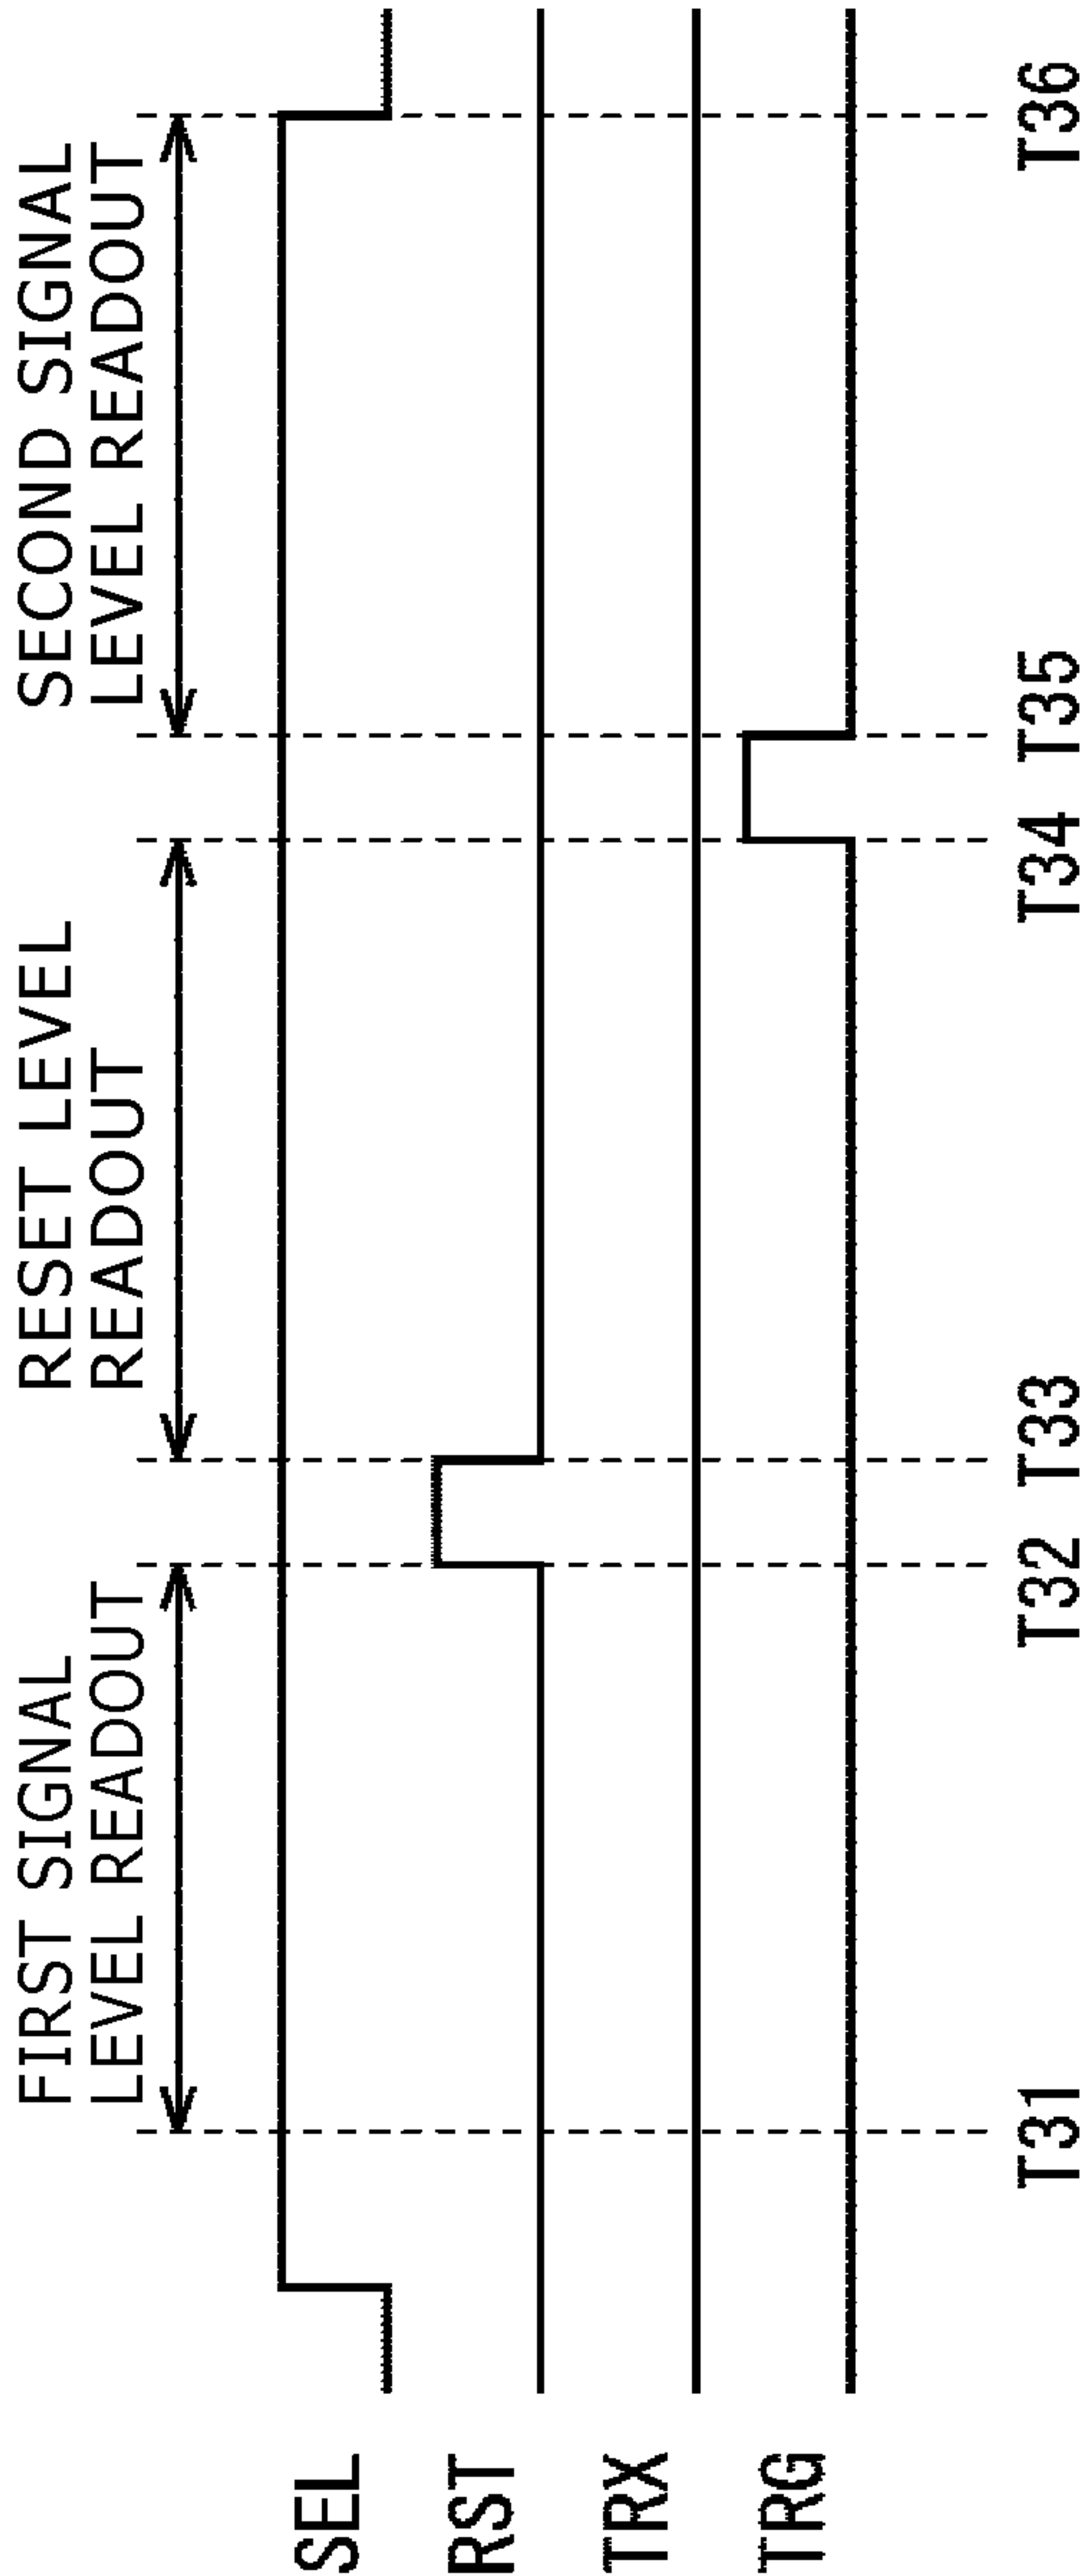 FIRST SIGNAL
LEVEL READOUT
RESET LEVEL
READOUT
SECOND SIGNAL
LEVEL READOUT
SEL
RST
TRX
TRG
T31
T32
T33
T34
T35
T36